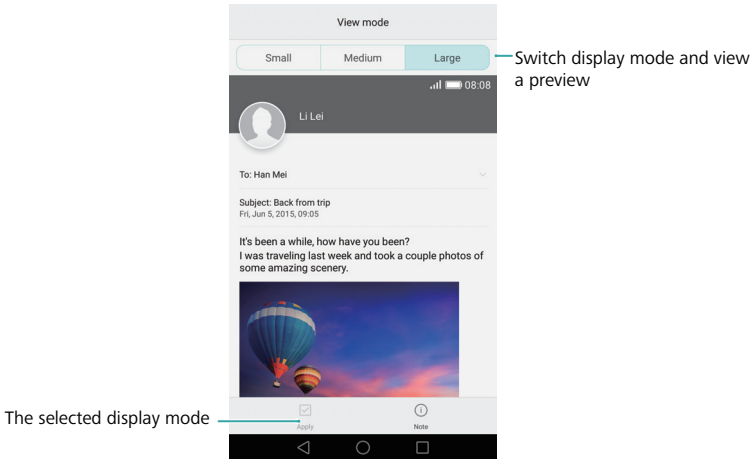 View mode
Small Medium Large
Switch display mode and view
a preview
08:08
Li Lei
To: Han Mei
Subject: Back from trip
Fri, Jun 5, 2015, 09:05
It's been a while, how have you been?
I was traveling last week and took a couple photos of
some amazing scenery.
The selected display mode
Apply Note